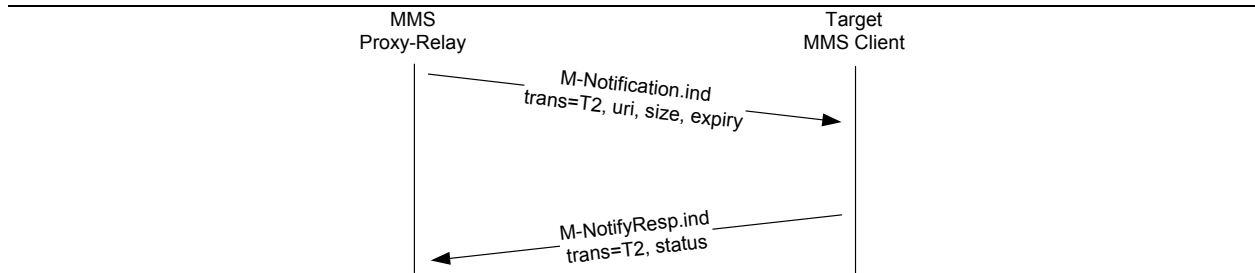 MMS
Proxy-Relay
Target
MMS Client
M-Notification.ind
trans=T2, uri, size, expiry
M-NotifyResp.ind
trans=T2, status